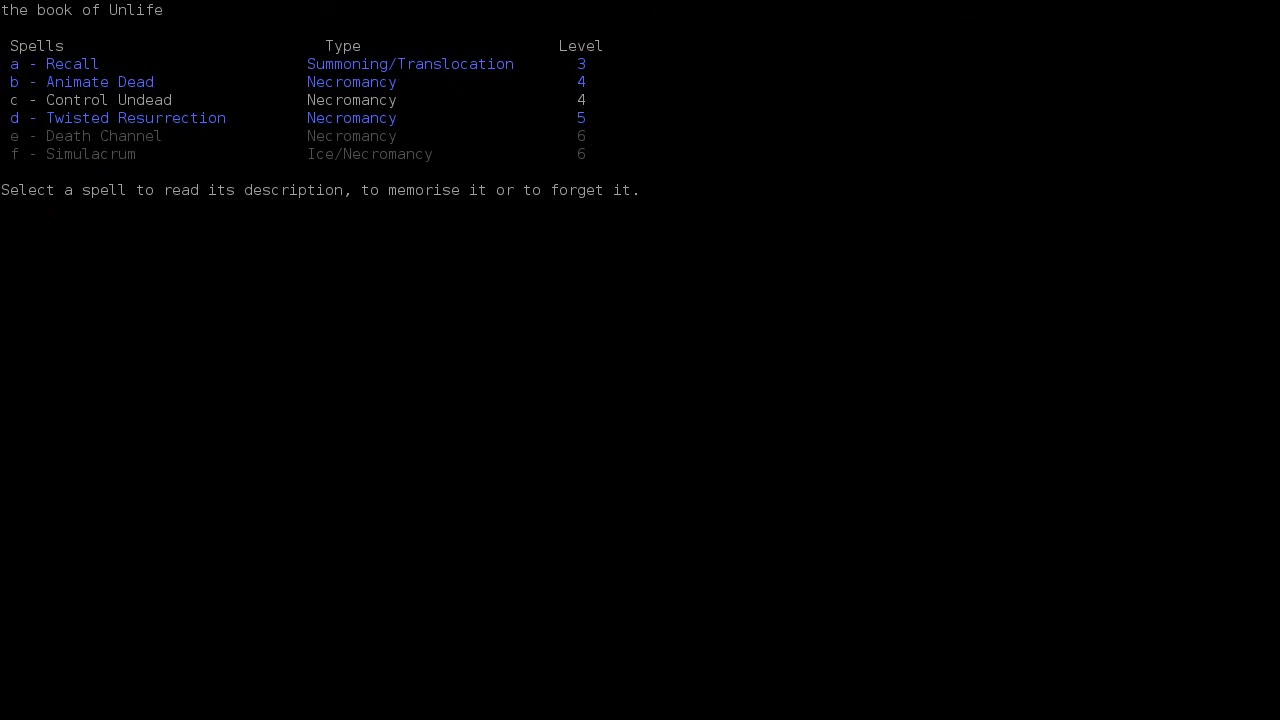 the book of Unlife
Spells Type Level
a - Recall Summoning/Translocation 3
b - Animate Dead Necromancy 4
c - Control Undead Necromancy 4
d - Twisted Resurrection Necromancy 5
e - Death Channel Necromancy 6
f - Simulacrum Ice/Necromancy 6
Select a spell to read its description, to memorise it or to forget it.